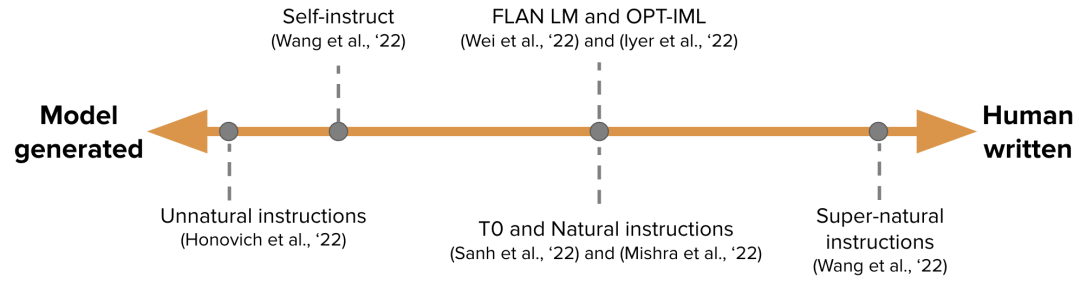 Self-instruct
(Wang et al., ‘22)
FLAN LM and OPT-IML
(Wei et al., ‘22) and (Iyer et al., ‘22)
Model
generated
Human
written
Unnatural instructions
(Honovich et al., ‘22)
T0 and Natural instructions
(Sanh et al., ‘22) and (Mishra et al., ‘22)
Super-natural
instructions
(Wang et al., ‘22)